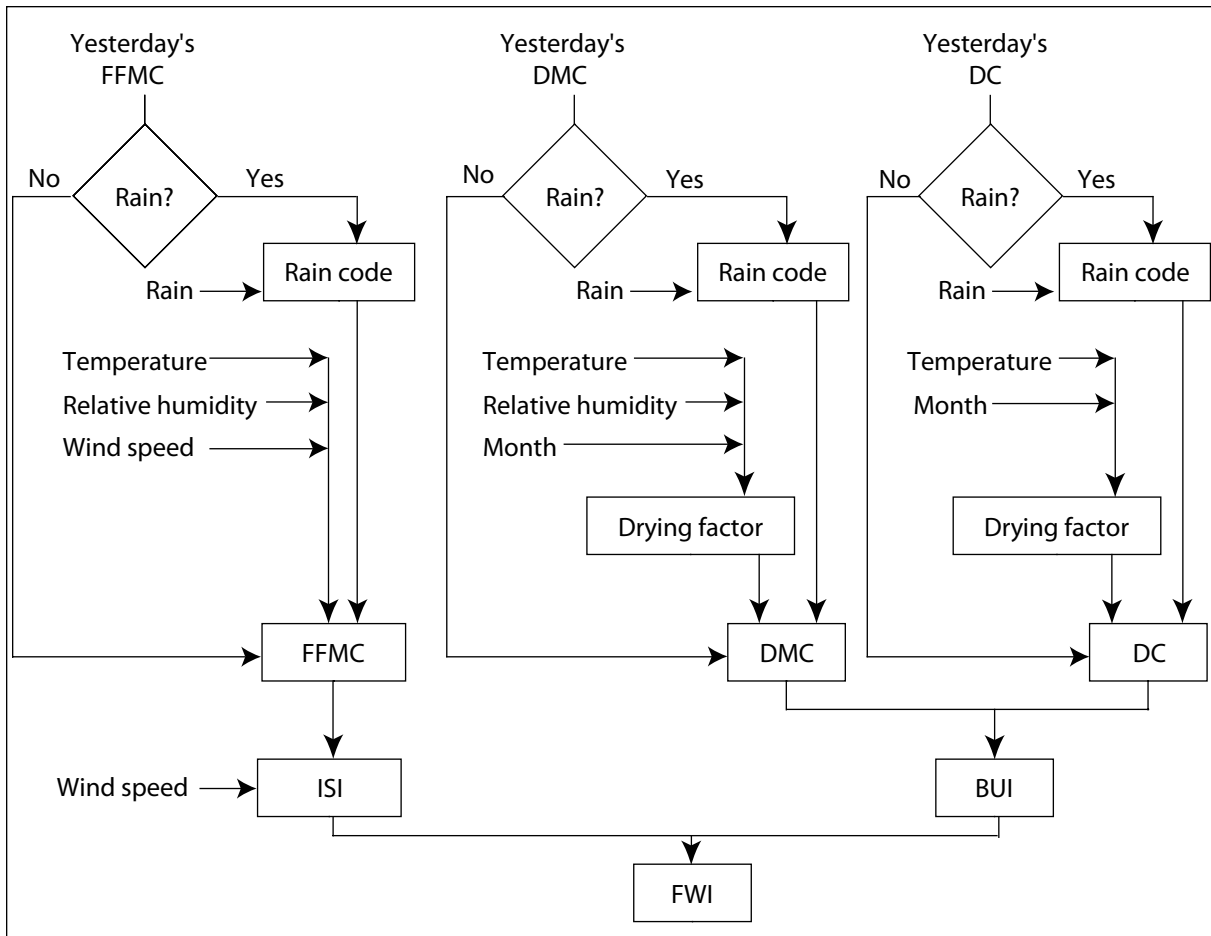 Yesterday's
FFMC
Yesterday's
DMC
Yesterday's
DC
No
Rain?
Yes
No
Rain?
Yes
No
Rain?
Yes
Rain
Rain code
Rain
Rain code
Rain
Rain code
Temperature
Relative humidity
Wind speed
Temperature
Relative humidity
Month
Temperature
Month
Drying factor
Drying factor
FFMC
DMC
DC
Wind speed
ISI
BUI
FWI